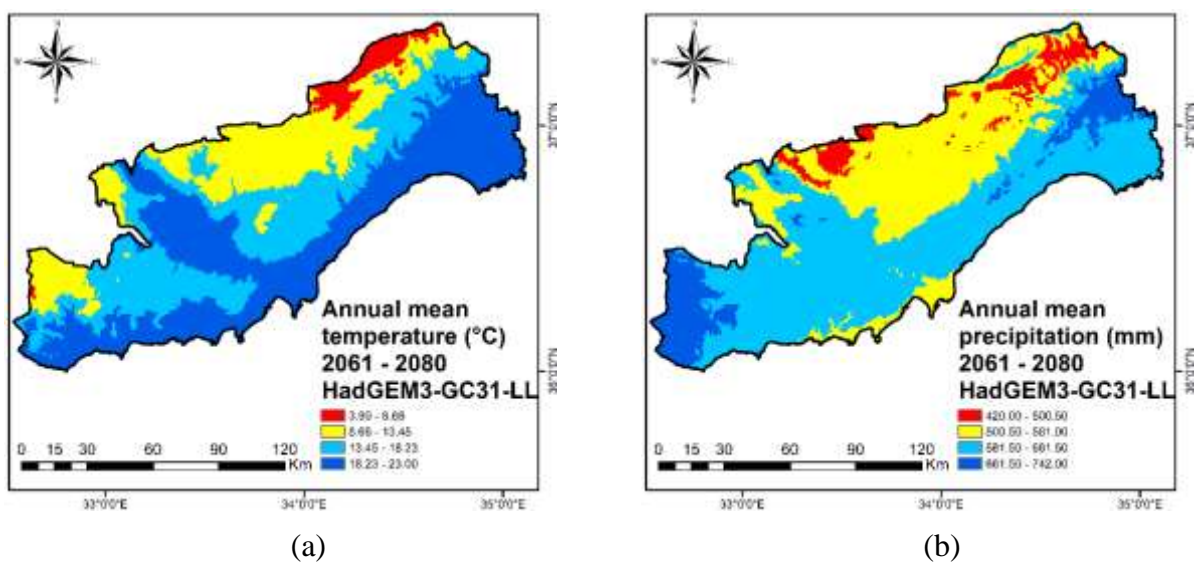 Annual mean
temperature (°C)
2061 - 2080
HadGEM3-GC31-LL
3.89 - 8.66
8.66 - 13.45
13.45 - 18.23
18.23 - 23.00
0 15 30 60 90 120
Km
37°0'0"N
36°0'0"N
33°0'0"E
34°0'0"E
35°0'0"E
(a)
Annual mean
precipitation (mm)
2061 - 2080
HadGEM3-GC31-LL
420.00 - 500.50
500.50 - 581.00
581.50 - 661.50
661.50 - 742.00
0 15 30 60 90 120
Km
37°0'0"N
36°0'0"N
33°0'0"E
34°0'0"E
35°0'0"E
(b)